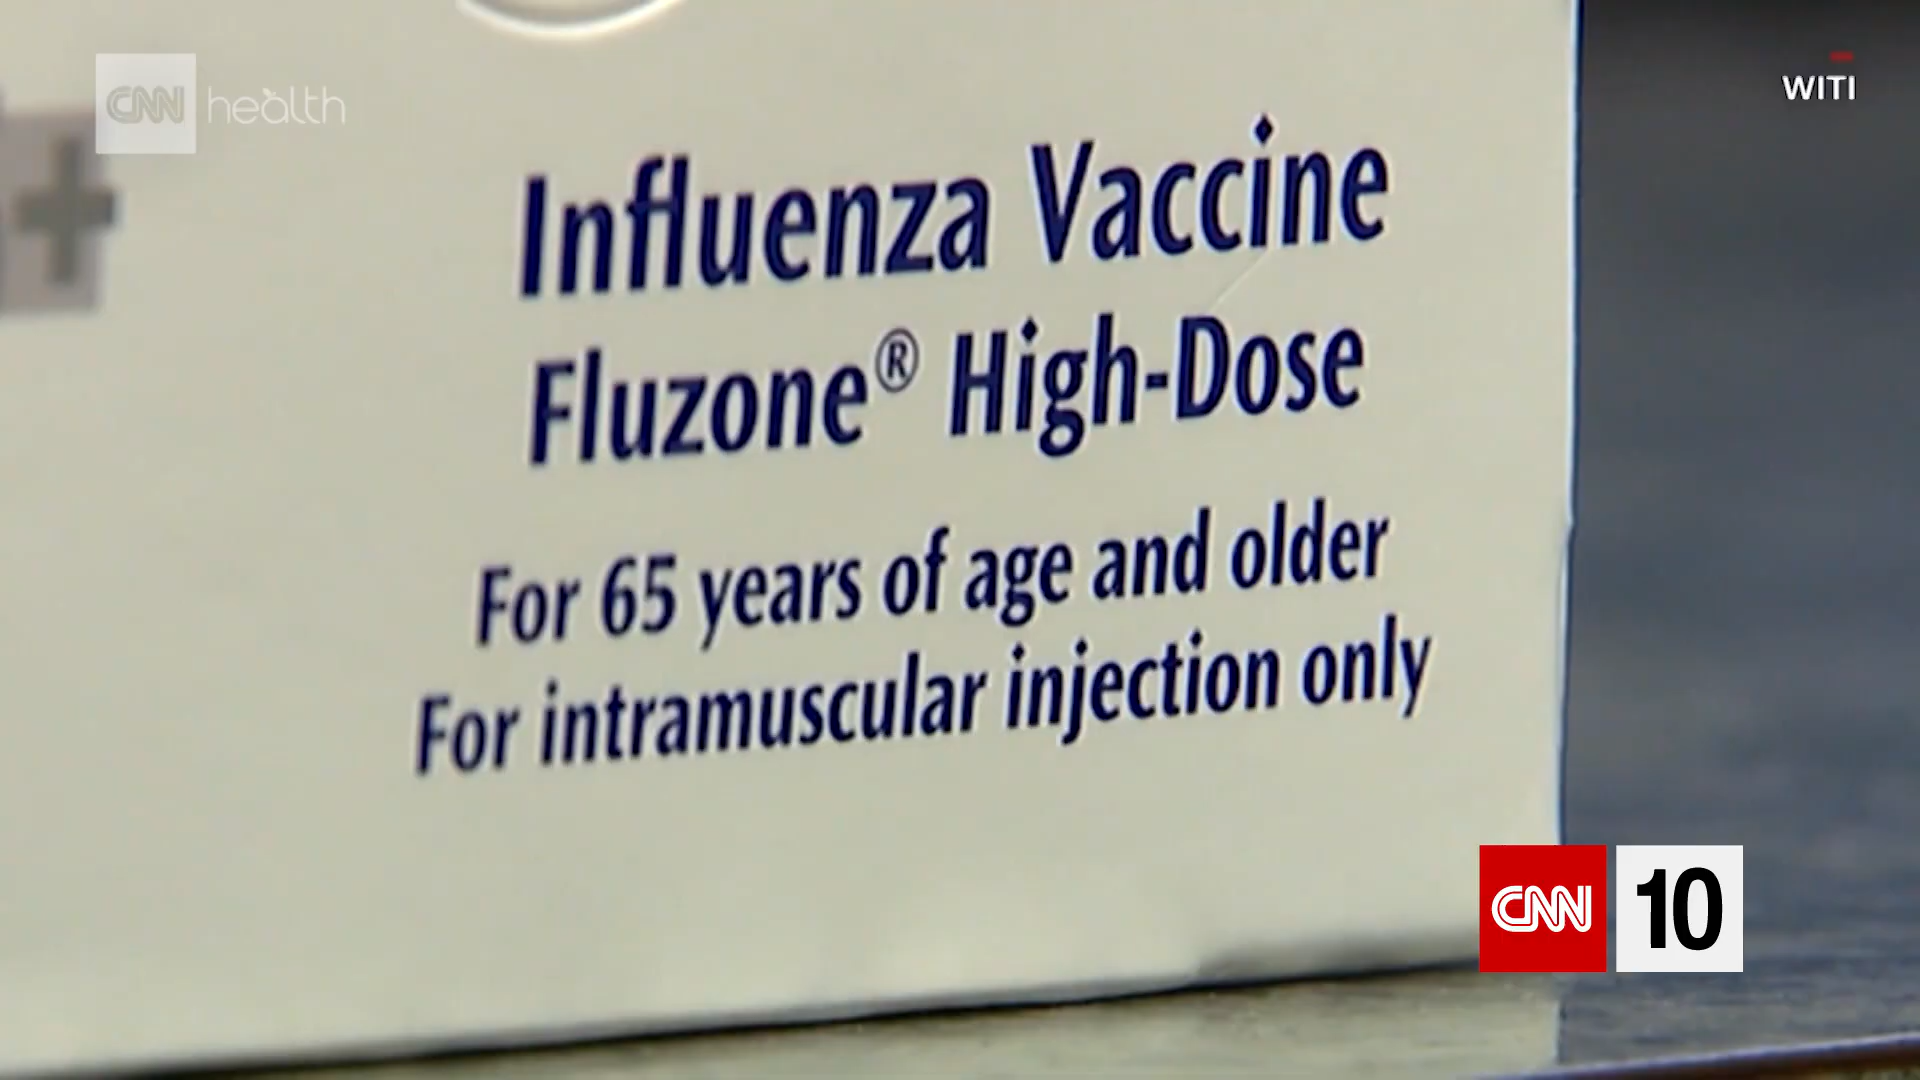 CNN health
WITI
Influenza Vaccine
Fluzone® High-Dose
For 65 years of age and older
For intramuscular injection only
CNN 10